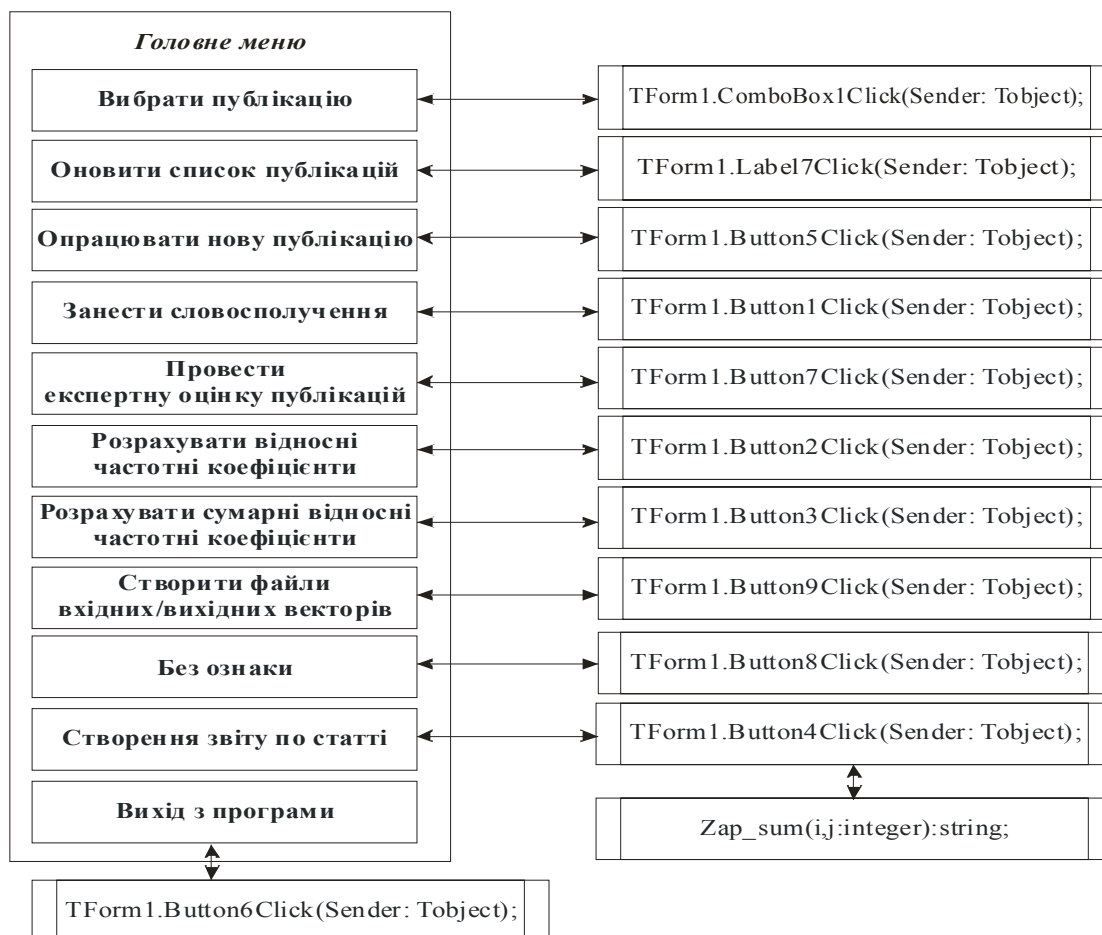 Головне меню
Вибрати публікацію
TForm1.ComboBox1Click(Sender: Tobject);
Оновити список публікацій
TForm1.Label7Click(Sender: Tobject);
Опрацювати нову публікацію
TForm1.Button5Click(Sender: Tobject);
Занести словосполучення
TForm1.Button1Click(Sender: Tobject);
Провести
експертну оцінку публікацій
TForm1.Button7Click(Sender: Tobject);
Розрахувати відносні
частотні коефіцієнти
TForm1.Button2Click(Sender: Tobject);
Розрахувати сумарні відносні
частотні коефіцієнти
TForm1.Button3Click(Sender: Tobject);
Створити файли
вхідних/вихідних векторів
TForm1.Button9Click(Sender: Tobject);
Без ознаки
TForm1.Button8Click(Sender: Tobject);
Створення звіту по статті
TForm1.Button4Click(Sender: Tobject);
Вихід з програми
Zap_sum(i,j:integer):string;
TForm1.Button6Click(Sender: Tobject);